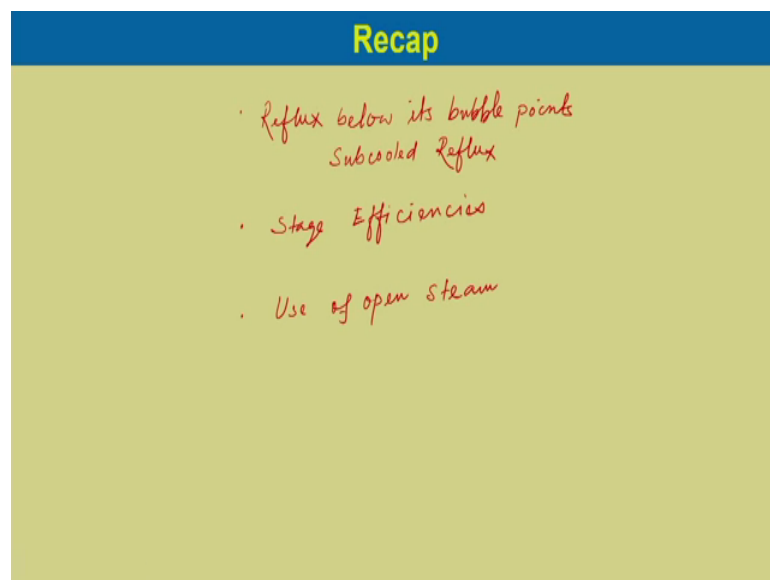 Recap
· Reflux below its bubble points
Subcooled Reflux
· Stage Efficiencies
· Use of open steam